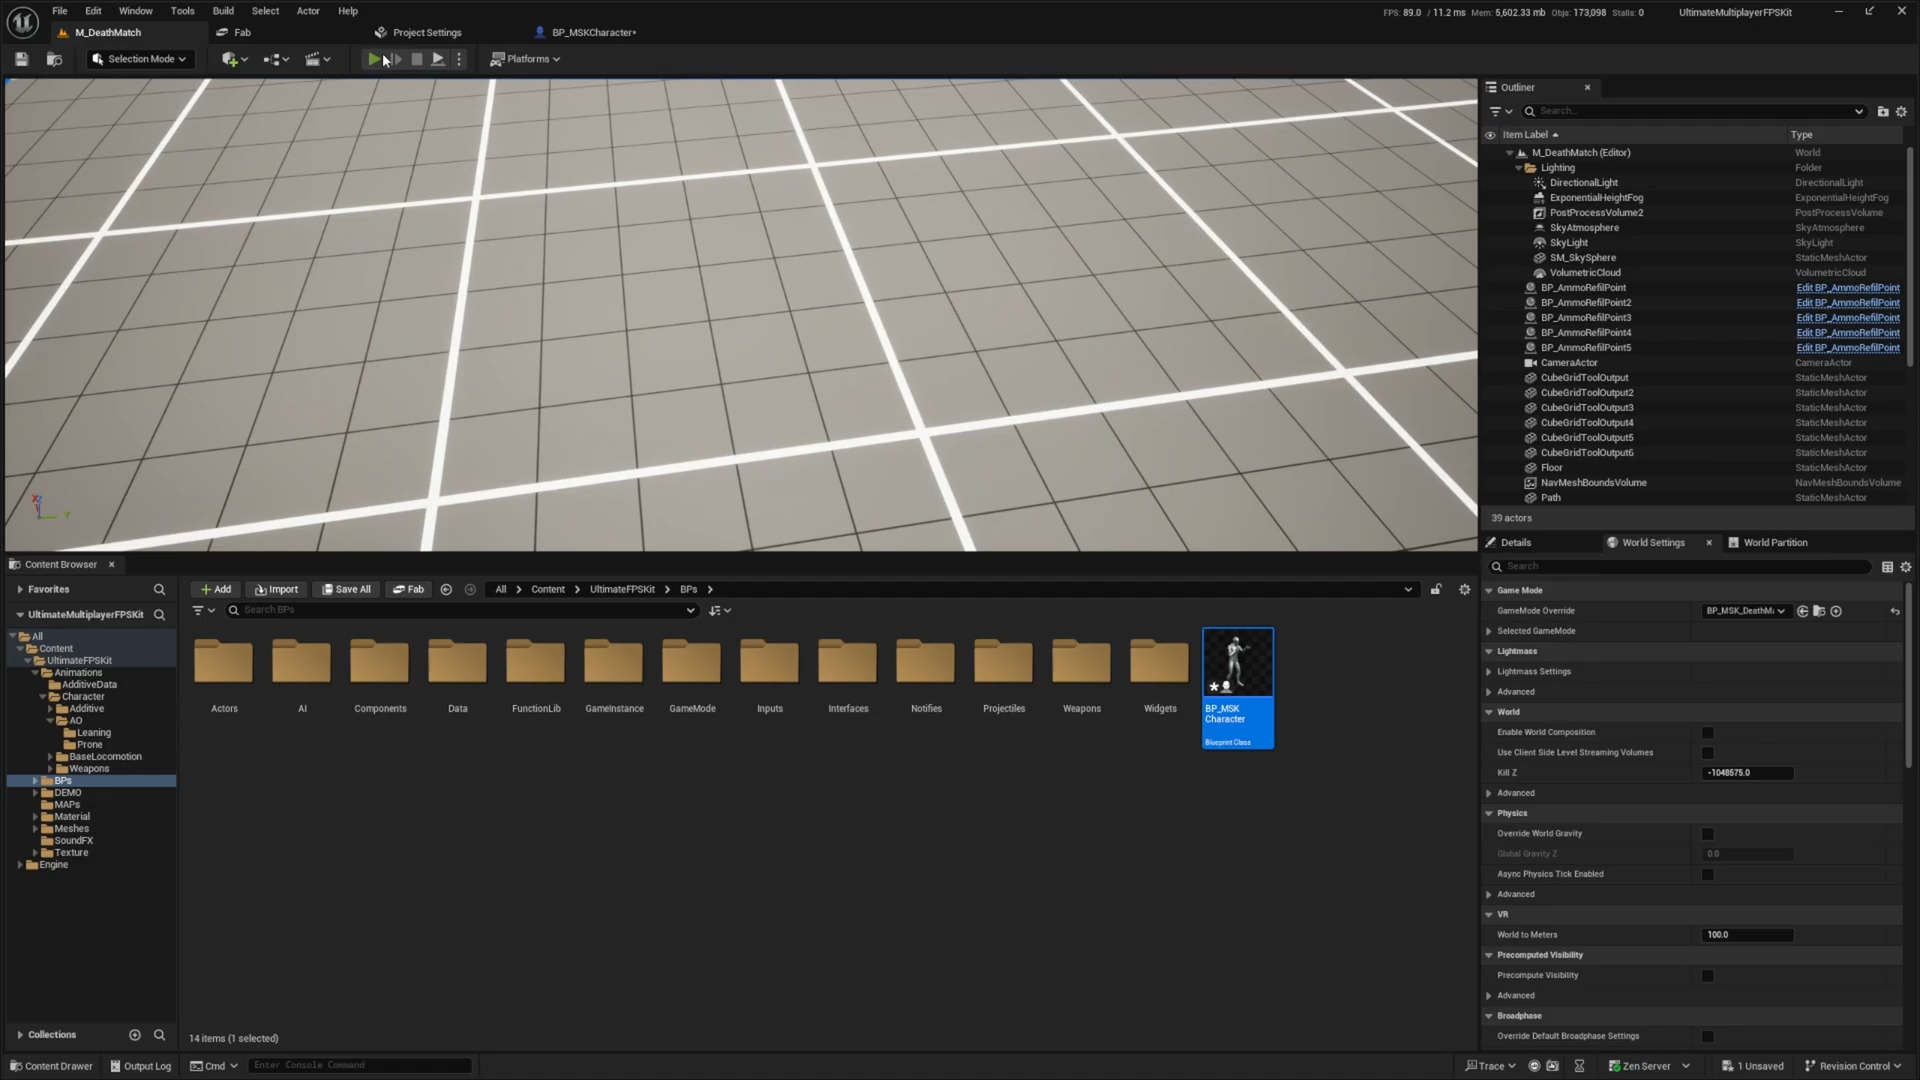 File Edit Window Tools Build Select Actor Help
FPS: 89.0 / 11.2 ms Mem: 5,602.33 mb Objs: 173,098 Stalls: 0
UltimateMultiplayerFPSKit
M_DeathMatch
Fab
Project Settings
BP_MSKCharacter*
Selection Mode
Platforms
Outliner
Search...
Item Label
Type
M_DeathMatch (Editor) World
Lighting Folder
DirectionalLight DirectionalLight
ExponentialHeightFog ExponentialHeightFog
PostProcessVolume2 PostProcessVolume
SkyAtmosphere SkyAtmosphere
SkyLight SkyLight
SM_SkySphere StaticMeshActor
VolumetricCloud VolumetricCloud
BP_AmmoRefilPoint Edit BP_AmmoRefilPoint
BP_AmmoRefilPoint2 Edit BP_AmmoRefilPoint
BP_AmmoRefilPoint3 Edit BP_AmmoRefilPoint
BP_AmmoRefilPoint4 Edit BP_AmmoRefilPoint
BP_AmmoRefilPoint5 Edit BP_AmmoRefilPoint
CameraActor CameraActor
CubeGridToolOutput StaticMeshActor
CubeGridToolOutput2 StaticMeshActor
CubeGridToolOutput3 StaticMeshActor
CubeGridToolOutput4 StaticMeshActor
CubeGridToolOutput5 StaticMeshActor
CubeGridToolOutput6 StaticMeshActor
Floor StaticMeshActor
NavMeshBoundsVolume NavMeshBoundsVolume
Path StaticMeshActor
39 actors
Details
World Settings
World Partition
Search
Game Mode
GameMode Override BP_MSK_DeathM
Selected GameMode
Lightmass
Lightmass Settings
Advanced
World
Enable World Composition
Use Client Side Level Streaming Volumes
Kill Z -1048575.0
Advanced
Physics
Override World Gravity
Global Gravity Z 0.0
Async Physics Tick Enabled
Advanced
VR
World to Meters 100.0
Precomputed Visibility
Precompute Visibility
Advanced
Broadphase
Override Default Broadphase Settings
Content Browser
Favorites
UltimateMultiplayerFPSKit
All
Content
UltimateFPSKit
Animations
AdditiveData
Character
Additive
AO
Leaning
Prone
BaseLocomotion
Weapons
BPs
DEMO
MAPs
Material
Meshes
SoundFX
Texture
Engine
Collections
Add
Import
Save All
Fab
All > Content > UltimateFPSKit > BPs >
Search BPs
Actors AI Components Data FunctionLib GameInstance GameMode Inputs Interfaces Notifies Projectiles Weapons Widgets
BP_MSK
Character
Blueprint Class
14 items (1 selected)
Content Drawer
Output Log
Cmd
Enter Console Command
Trace
Zen Server
1 Unsaved
Revision Control